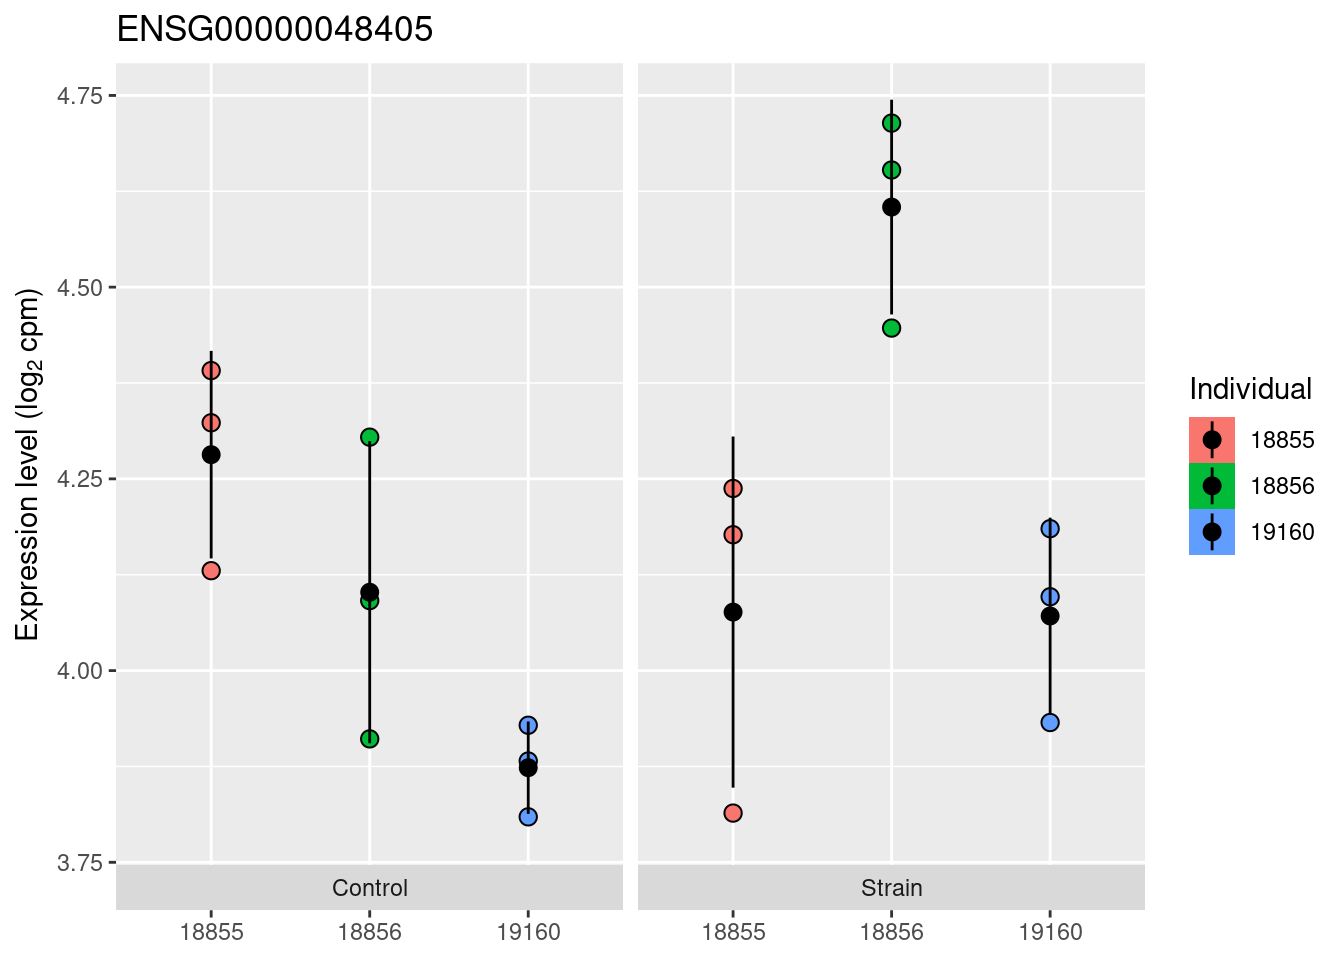 ENSG00000048405
Expression level (log₂ cpm)
4.75
4.50
4.25
4.00
3.75
Control
Strain
18855
18856
19160
18855
18856
19160
Individual
18855
18856
19160